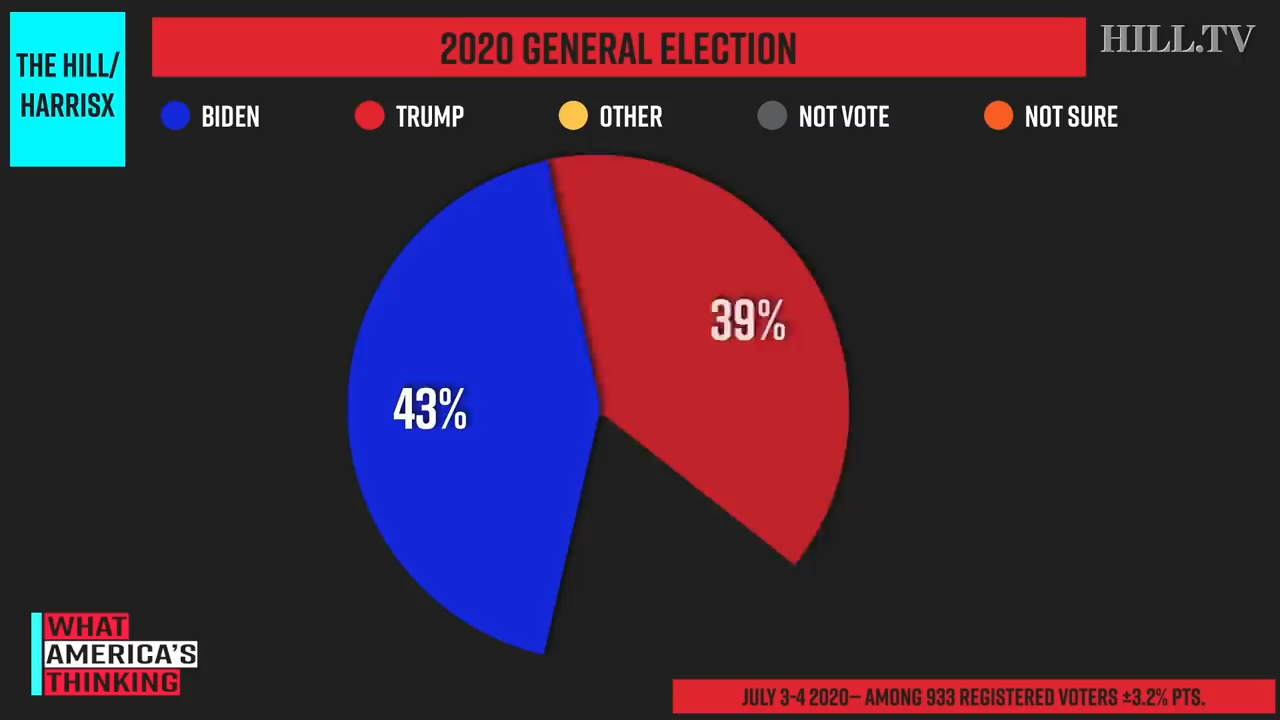 THE HILL/
HARRISX
2020 GENERAL ELECTION
HILL.TV
BIDEN
TRUMP
OTHER
NOT VOTE
NOT SURE
39%
43%
WHAT
AMERICA'S
THINKING
JULY 3-4 2020– AMONG 933 REGISTERED VOTERS ±3.2% PTS.